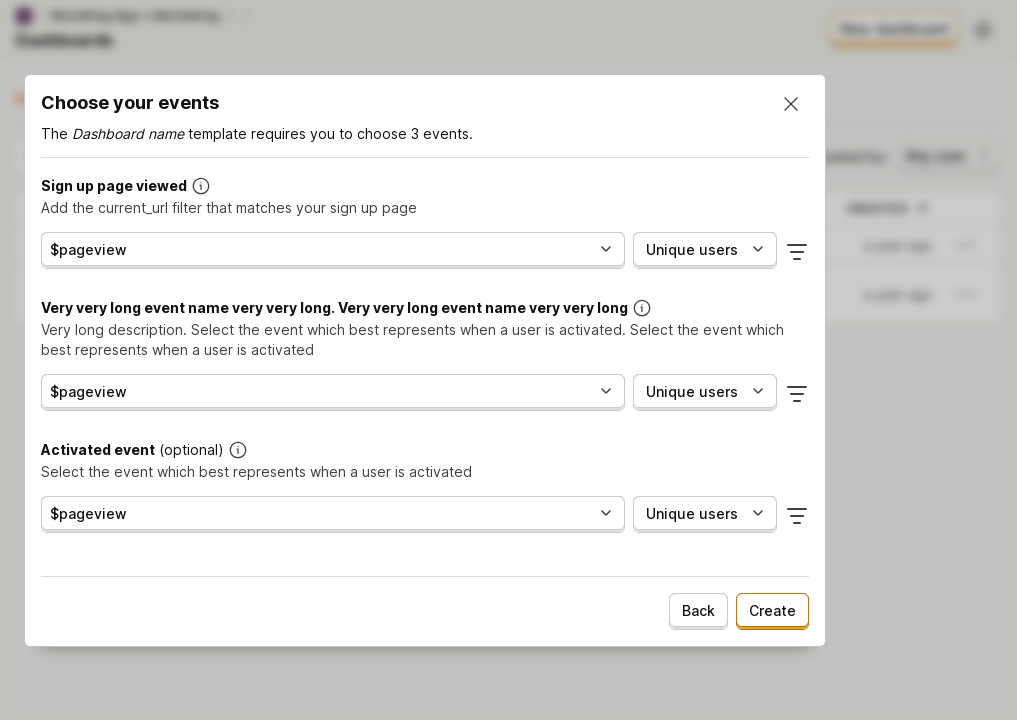 Dashboards
New dashboard
Choose your events
The Dashboard name template requires you to choose 3 events.
Sign up page viewed
Add the current_url filter that matches your sign up page
$pageview
Unique users
Very very long event name very very long. Very very long event name very very long
Very long description. Select the event which best represents when a user is activated. Select the event which
best represents when a user is activated
$pageview
Unique users
Activated event (optional)
Select the event which best represents when a user is activated
$pageview
Unique users
Back
Create